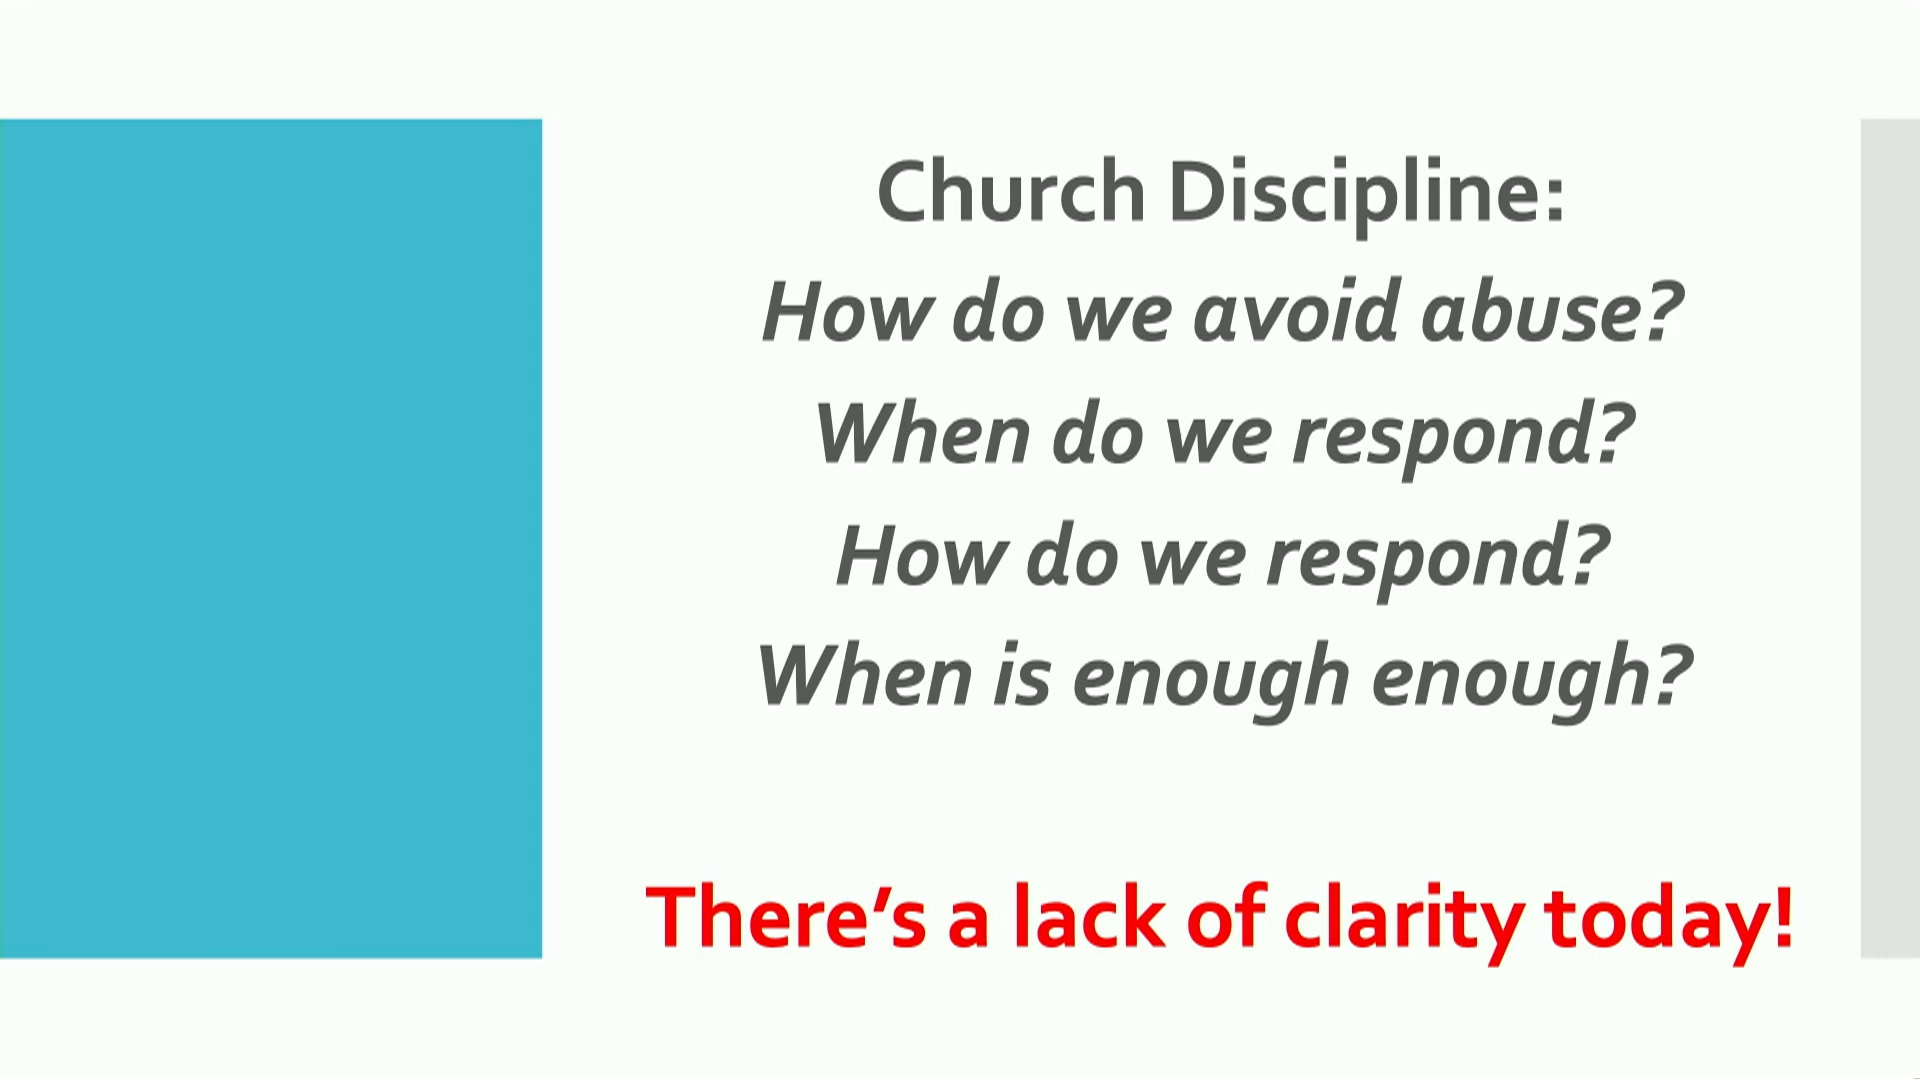 Church Discipline:
How do we avoid abuse?
When do we respond?
How do we respond?
When is enough enough?
There’s a lack of clarity today!